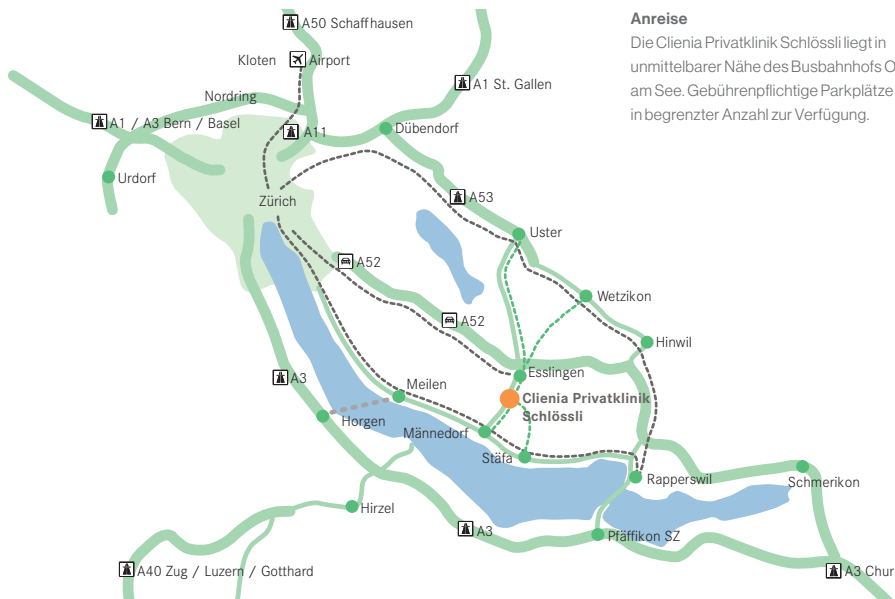 A50 Schaffhausen
Kloten Airport
Nordring
A1 St. Gallen
A1 / A3 Bern / Basel
A11
Dübendorf
Urdorf
Zürich
A53
Uster
A52
Wetzikon
A52
Hinwil
Esslingen
A3
Meilen
Clienia Privatklinik
Schlössli
Horgen
Männedorf
Stäfa
Rapperswil
Schmerikon
Hirzel
A3
Pfäffikon SZ
A40 Zug / Luzern / Gotthard
A3 Chur
Anreise
Die Clienia Privatklinik Schlössli liegt in
unmittelbarer Nähe des Busbahnhofs
am See. Gebührenpflichtige Parkplätze
in begrenzter Anzahl zur Verfügung.